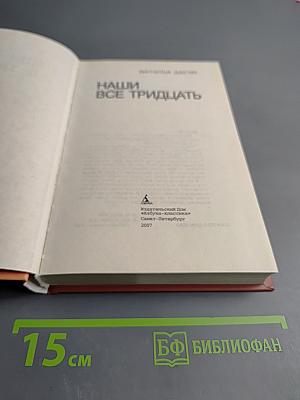 НАШИ
ВСЕ ТРИДЦАТЬ
Издательский Дом
«Азбука-классика»
Санкт-Петербург
2007
15 см
БФ БИБЛИОФАН